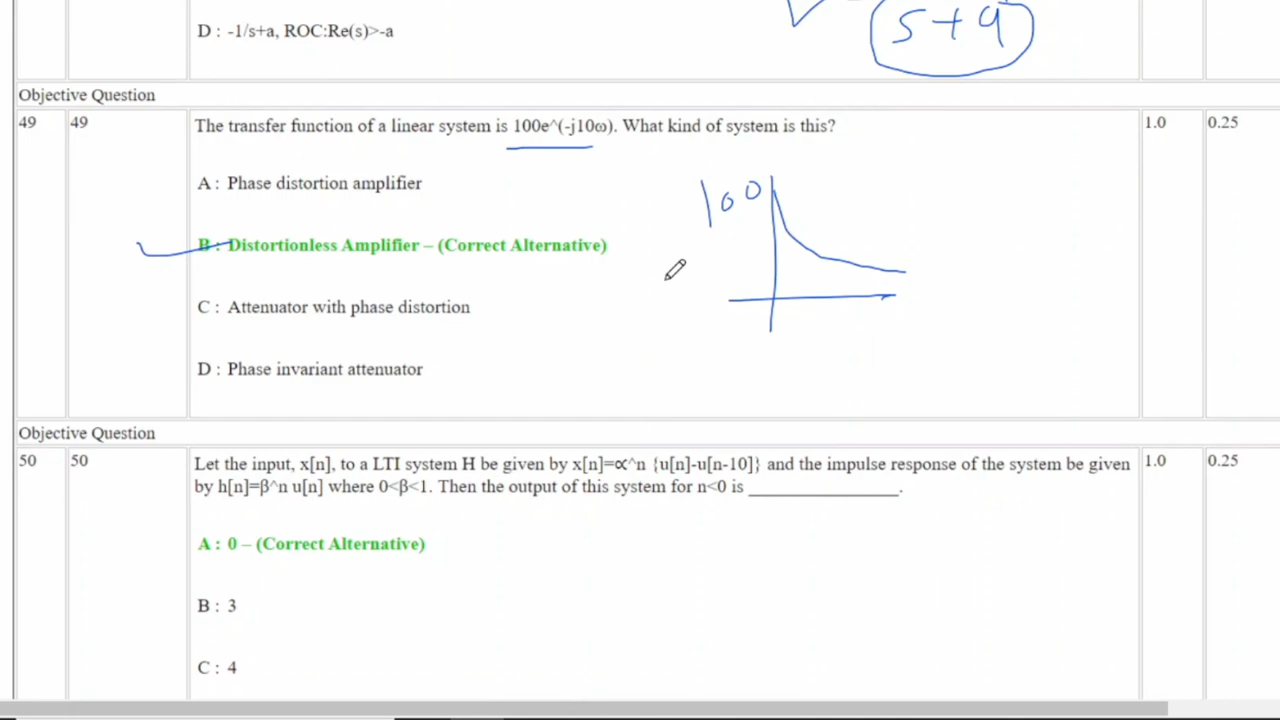 D : -1/s+a, ROC:Re(s)>-a
s + a
Objective Question
49 49 The transfer function of a linear system is 100e^(-j10ω). What kind of system is this? 1.0 0.25
A : Phase distortion amplifier
100
B : Distortionless Amplifier – (Correct Alternative)
C : Attenuator with phase distortion
D : Phase invariant attenuator
Objective Question
50 50 Let the input, x[n], to a LTI system H be given by x[n]=∝^n {u[n]-u[n-10]} and the impulse response of the system be given 1.0 0.25
by h[n]=β^n u[n] where 0<β<1. Then the output of this system for n<0 is _________________.
A : 0 – (Correct Alternative)
B : 3
C : 4